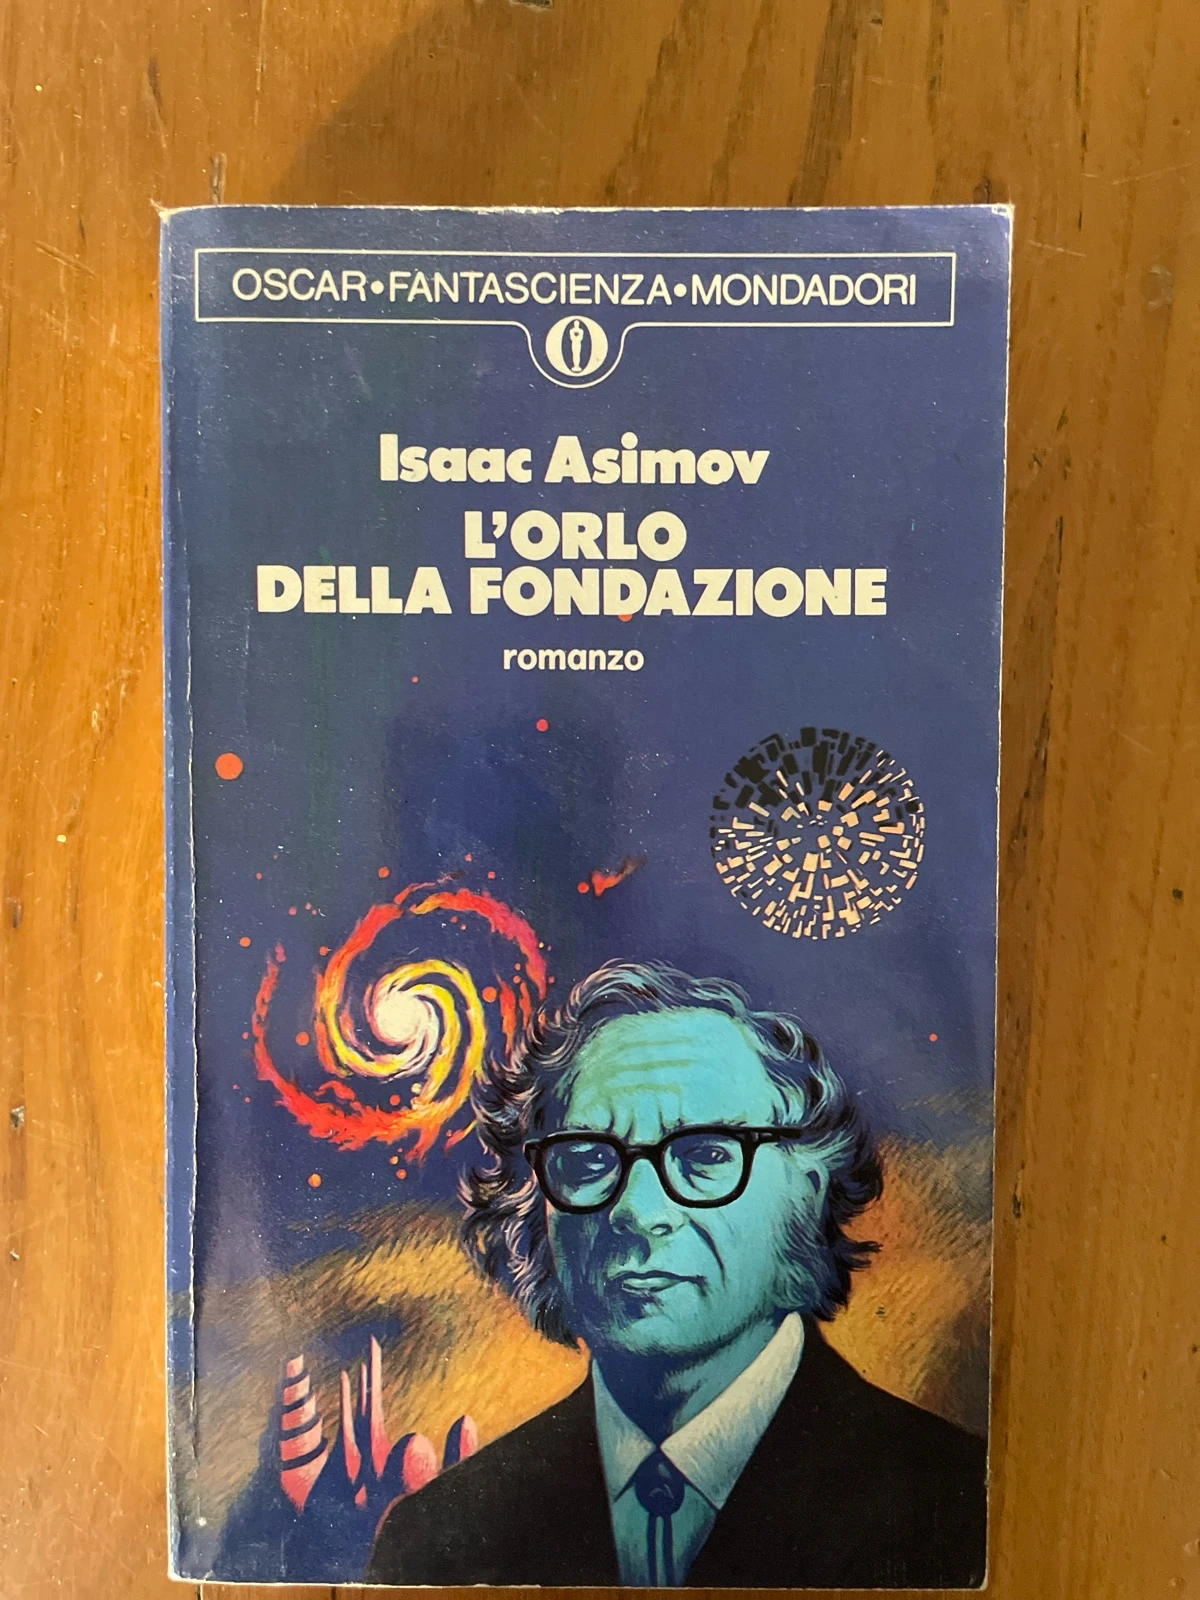 OSCAR•FANTASCIENZA•MONDADORI
Isaac Asimov
L'ORLO
DELLA FONDAZIONE
romanzo